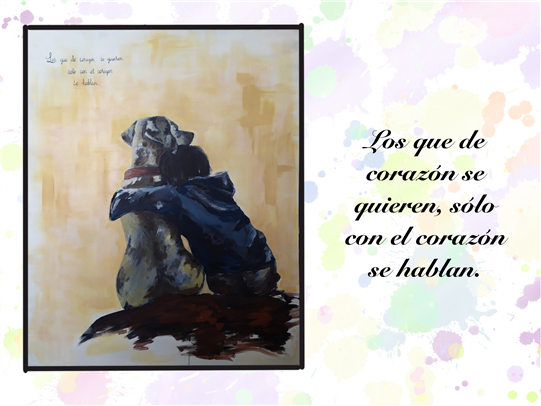 Los que de corazón se quieren
sólo con el corazón
se hablan.
Los que de
corazón se
quieren, sólo
con el corazón
se hablan.